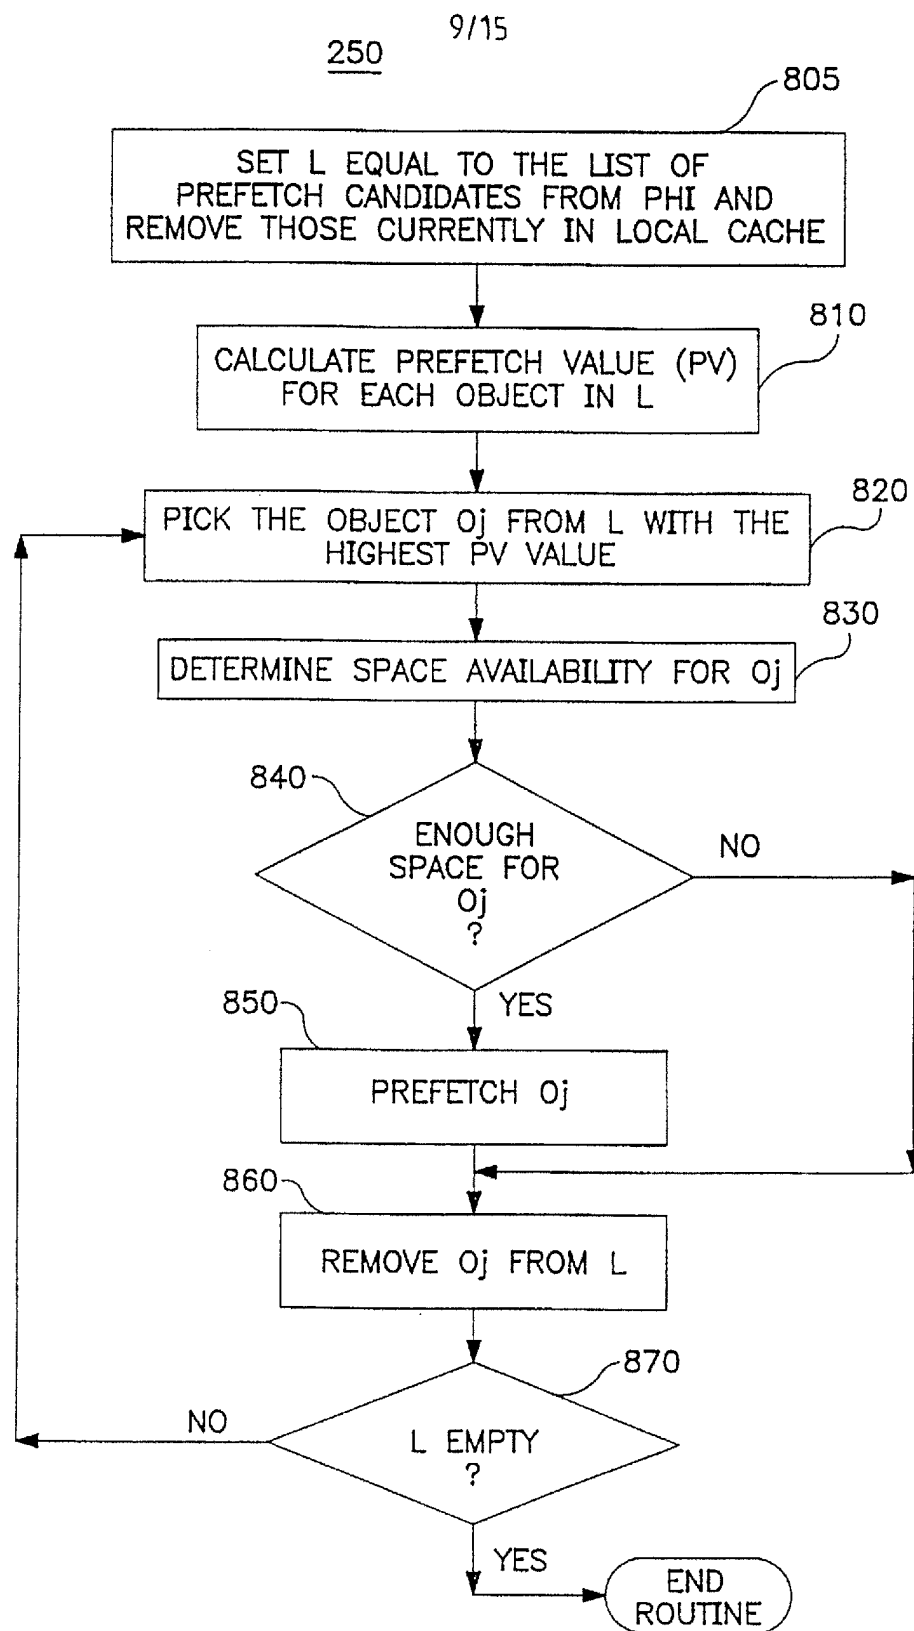 9/15
250
805
SET L EQUAL TO THE LIST OF
PREFETCH CANDIDATES FROM PHI AND
REMOVE THOSE CURRENTLY IN LOCAL CACHE
810
CALCULATE PREFETCH VALUE (PV)
FOR EACH OBJECT IN L
820
PICK THE OBJECT Oj FROM L WITH THE
HIGHEST PV VALUE
830
DETERMINE SPACE AVAILABILITY FOR Oj
840
ENOUGH
SPACE FOR
Oj
?
NO
YES
850
PREFETCH Oj
860
REMOVE Oj FROM L
870
L EMPTY
?
NO
YES
END
ROUTINE